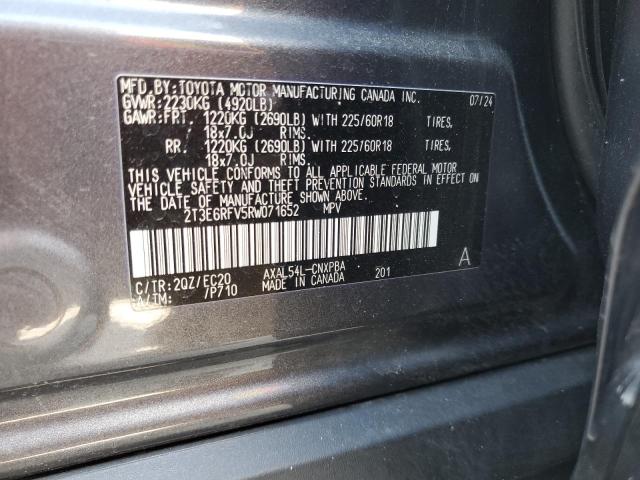 MFD.BY:TOYOTA MOTOR MANUFACTURING CANADA INC. 07/24
GVWR:2230KG (4920LB)
GAWR:FRT. 1220KG (2690LB) WITH 225/60R18 TIRES,
18x7.0J RIMS,
RR. 1220KG (2690LB) WITH 225/60R18 TIRES,
18x7.0J RIMS,
THIS VEHICLE CONFORMS TO ALL APPLICABLE FEDERAL MOTOR
VEHICLE SAFETY AND THEFT PREVENTION STANDARDS IN EFFECT ON
THE DATE OF MANUFACTURE SHOWN ABOVE.
2T3E6RFV5RW071652 MPV
C/TR:2QZ/EC20 AXAL54L-CNXPBA 201 A
A/TM: /P710 MADE IN CANADA